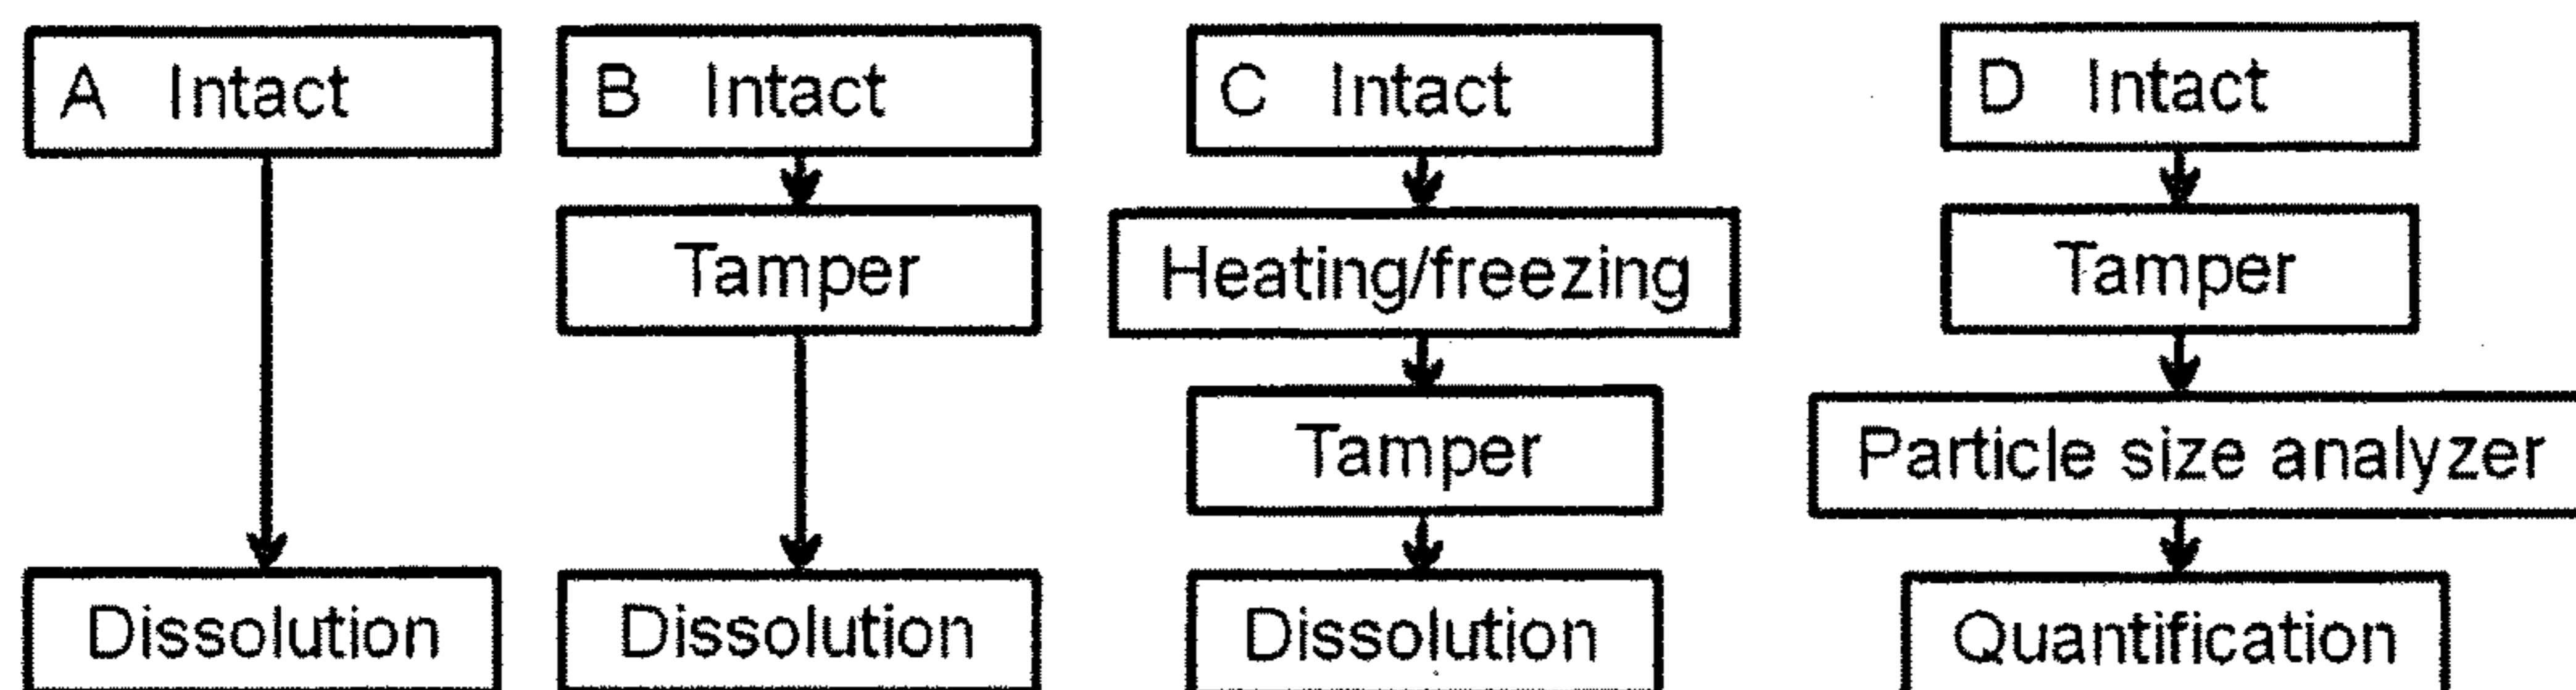 A Intact
Dissolution
B Intact
Tamper
Dissolution
C Intact
Heating/freezing
Tamper
Dissolution
D Intact
Tamper
Particle size analyzer
Quantification